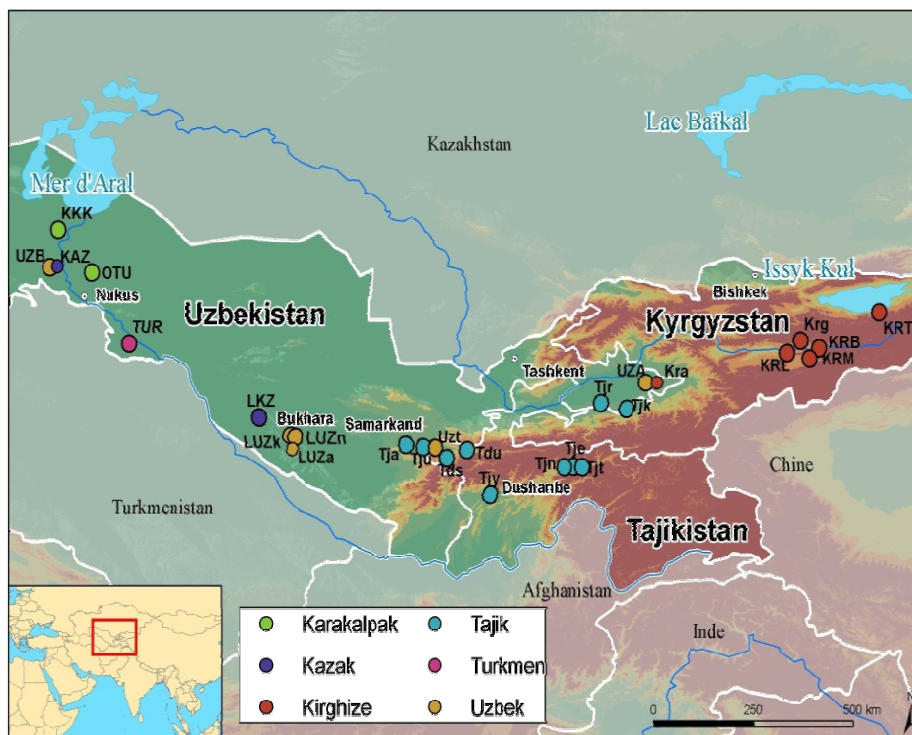 Lac Baïkal
Kazakhstan
Mer d'Aral
KKK
UZB
KAZ
OTU
Nukus
Issyk Kul
Bishkek
Uzbekistan
Kyrgyzstan
KRT
Krg
KRB
KRL
KRM
TUR
Tashkent
UZA
Kra
Tjr
Tjk
LKZ
Bukhara
Samarkand
LUZk
LUZn
LUZa
Tja
Tju
Uzt
Tds
Tdu
Tje
Tjn
Tjt
Chine
Tjy
Dushanbe
Turkmenistan
Tajikistan
Afghanistan
Inde
Karakalpak
Tajik
Kazak
Turkmen
Kirghize
Uzbek
0 250 500 km